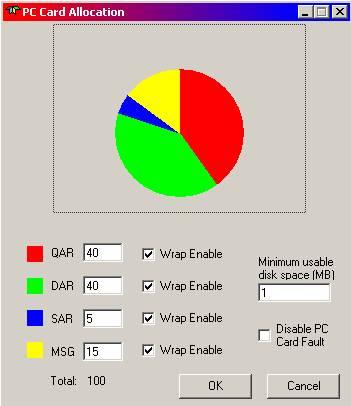 PC Card Allocation
QAR 40 Wrap Enable
DAR 40 Wrap Enable
SAR 5 Wrap Enable
MSG 15 Wrap Enable
Total: 100
Minimum usable
disk space (MB)
1
Disable PC
Card Fault
OK Cancel